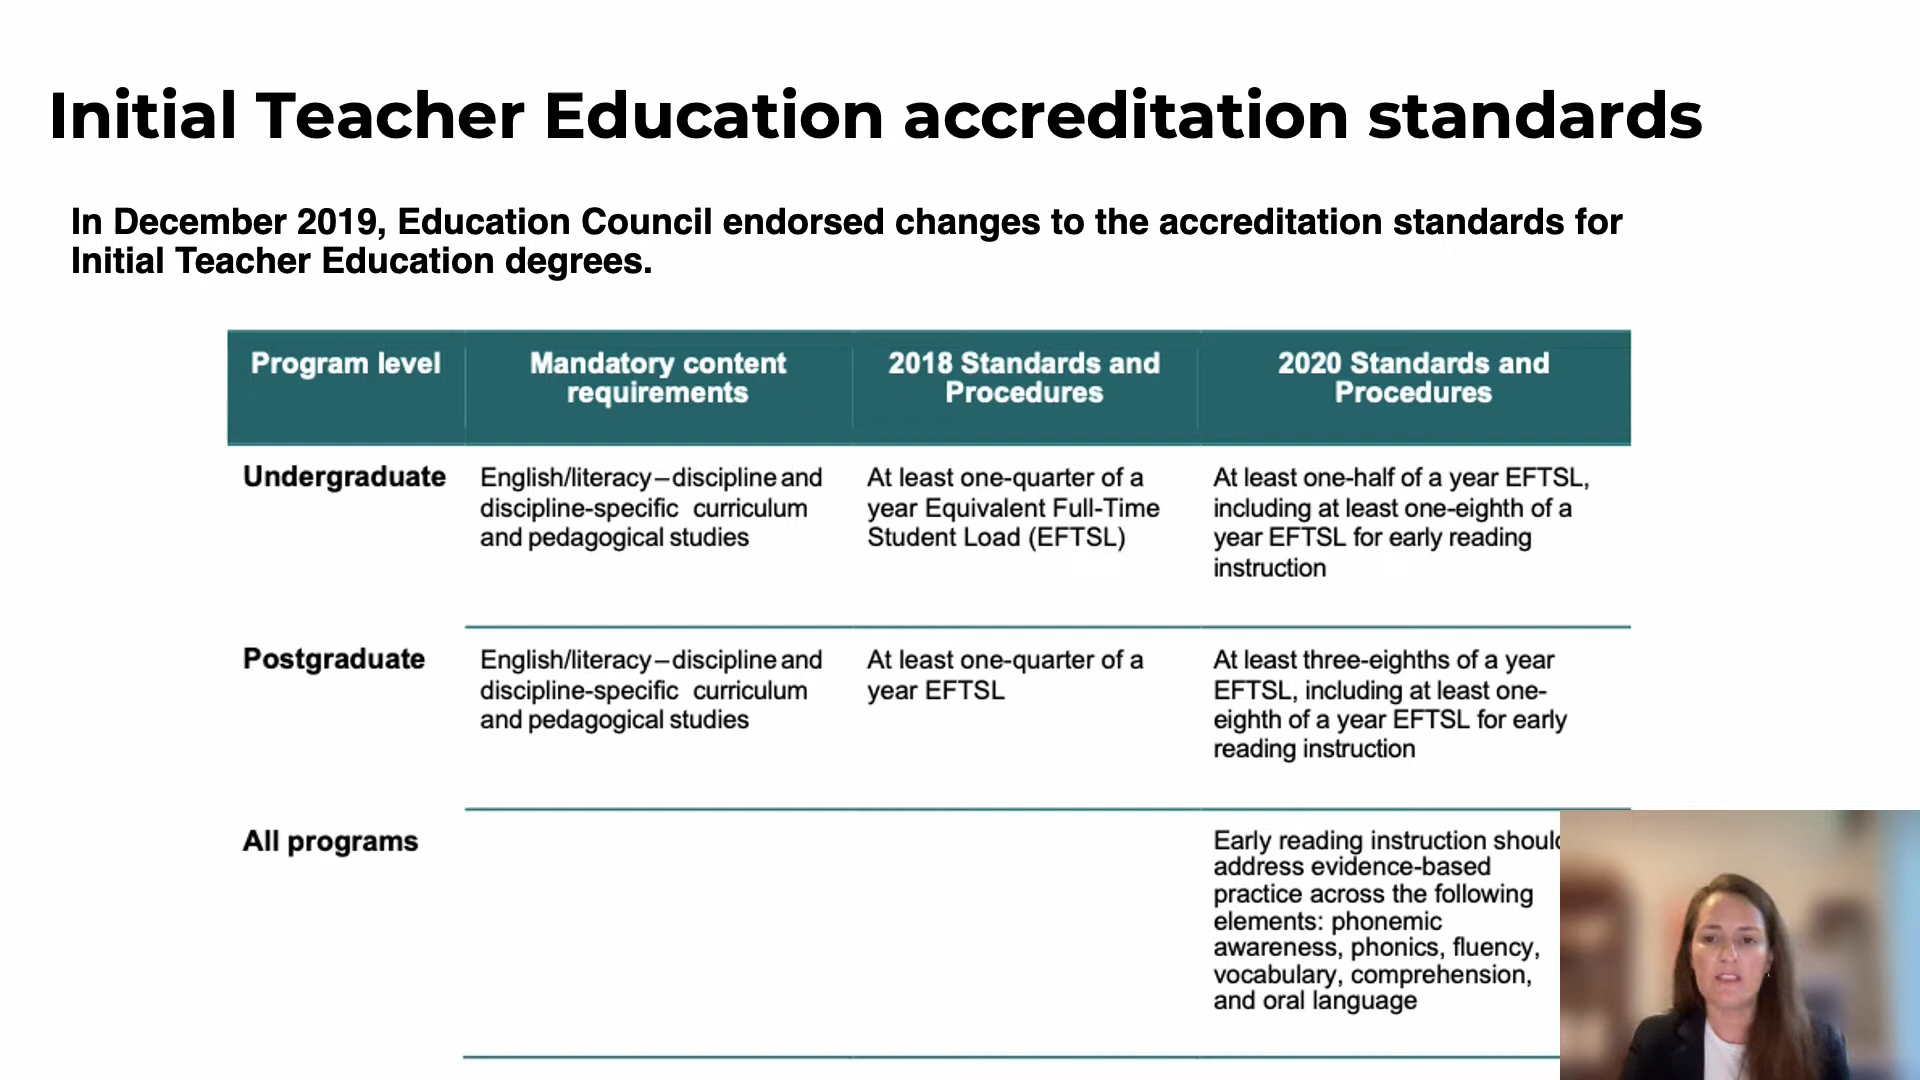 Initial Teacher Education accreditation standards
In December 2019, Education Council endorsed changes to the accreditation standards for
Initial Teacher Education degrees.
Program level
Mandatory content
requirements
2018 Standards and
Procedures
2020 Standards and
Procedures
Undergraduate
English/literacy – discipline and
discipline-specific curriculum
and pedagogical studies
At least one-quarter of a
year Equivalent Full-Time
Student Load (EFTSL)
At least one-half of a year EFTSL,
including at least one-eighth of a
year EFTSL for early reading
instruction
Postgraduate
English/literacy – discipline and
discipline-specific curriculum
and pedagogical studies
At least one-quarter of a
year EFTSL
At least three-eighths of a year
EFTSL, including at least one-
eighth of a year EFTSL for early
reading instruction
All programs
Early reading instruction should
address evidence-based
practice across the following
elements: phonemic
awareness, phonics, fluency,
vocabulary, comprehension,
and oral language